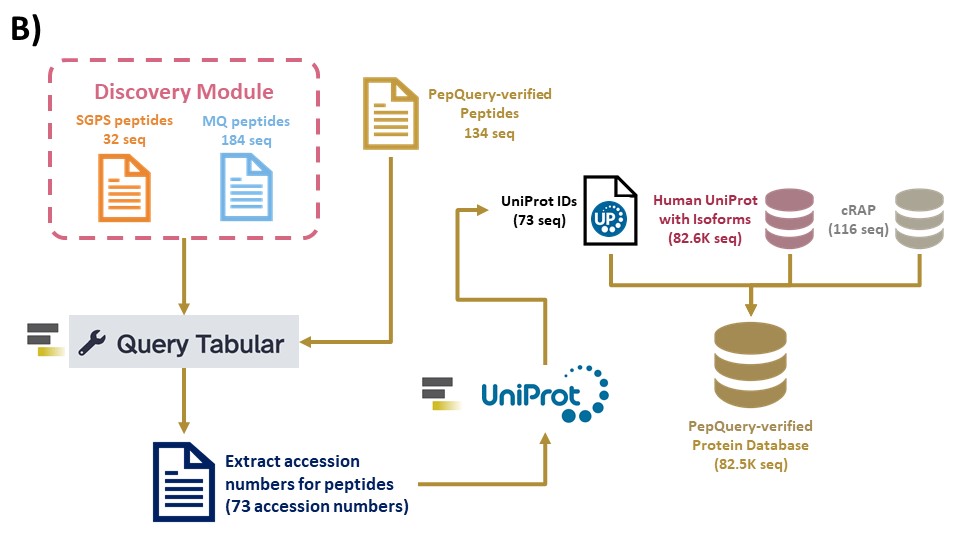 B)
Discovery Module
SGPS peptides
32 seq
MQ peptides
184 seq
PepQuery-verified
Peptides
134 seq
UniProt IDs
(73 seq)
UP
Human UniProt
with Isoforms
(82.6K seq)
cRAP
(116 seq)
Query Tabular
UniProt
PepQuery-verified
Protein Database
(82.5K seq)
Extract accession
numbers for peptides
(73 accession numbers)